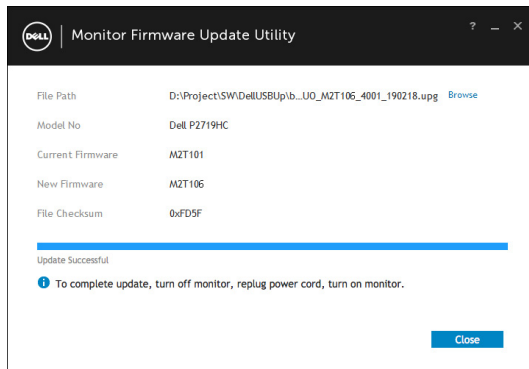 DELL Monitor Firmware Update Utility ? _ X
File Path D:\Project\SW\DellUSBUp\b...UO_M2T106_4001_190218.upg Browse
Model No Dell P2719HC
Current Firmware M2T101
New Firmware M2T106
File Checksum 0xFD5F
Update Successful
i To complete update, turn off monitor, replug power cord, turn on monitor.
Close